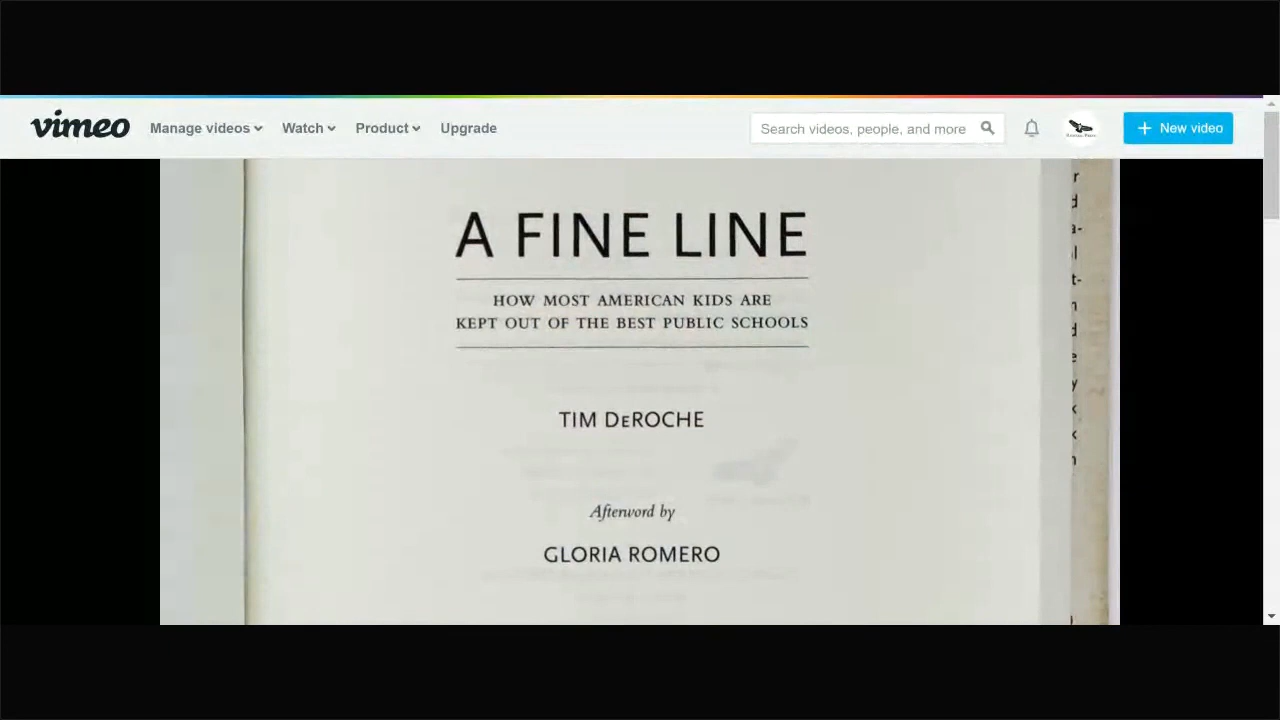 vimeo Manage videos Watch Product Upgrade Search videos, people, and more New video
A FINE LINE
HOW MOST AMERICAN KIDS ARE
KEPT OUT OF THE BEST PUBLIC SCHOOLS
TIM DEROCHE
Afterword by
GLORIA ROMERO